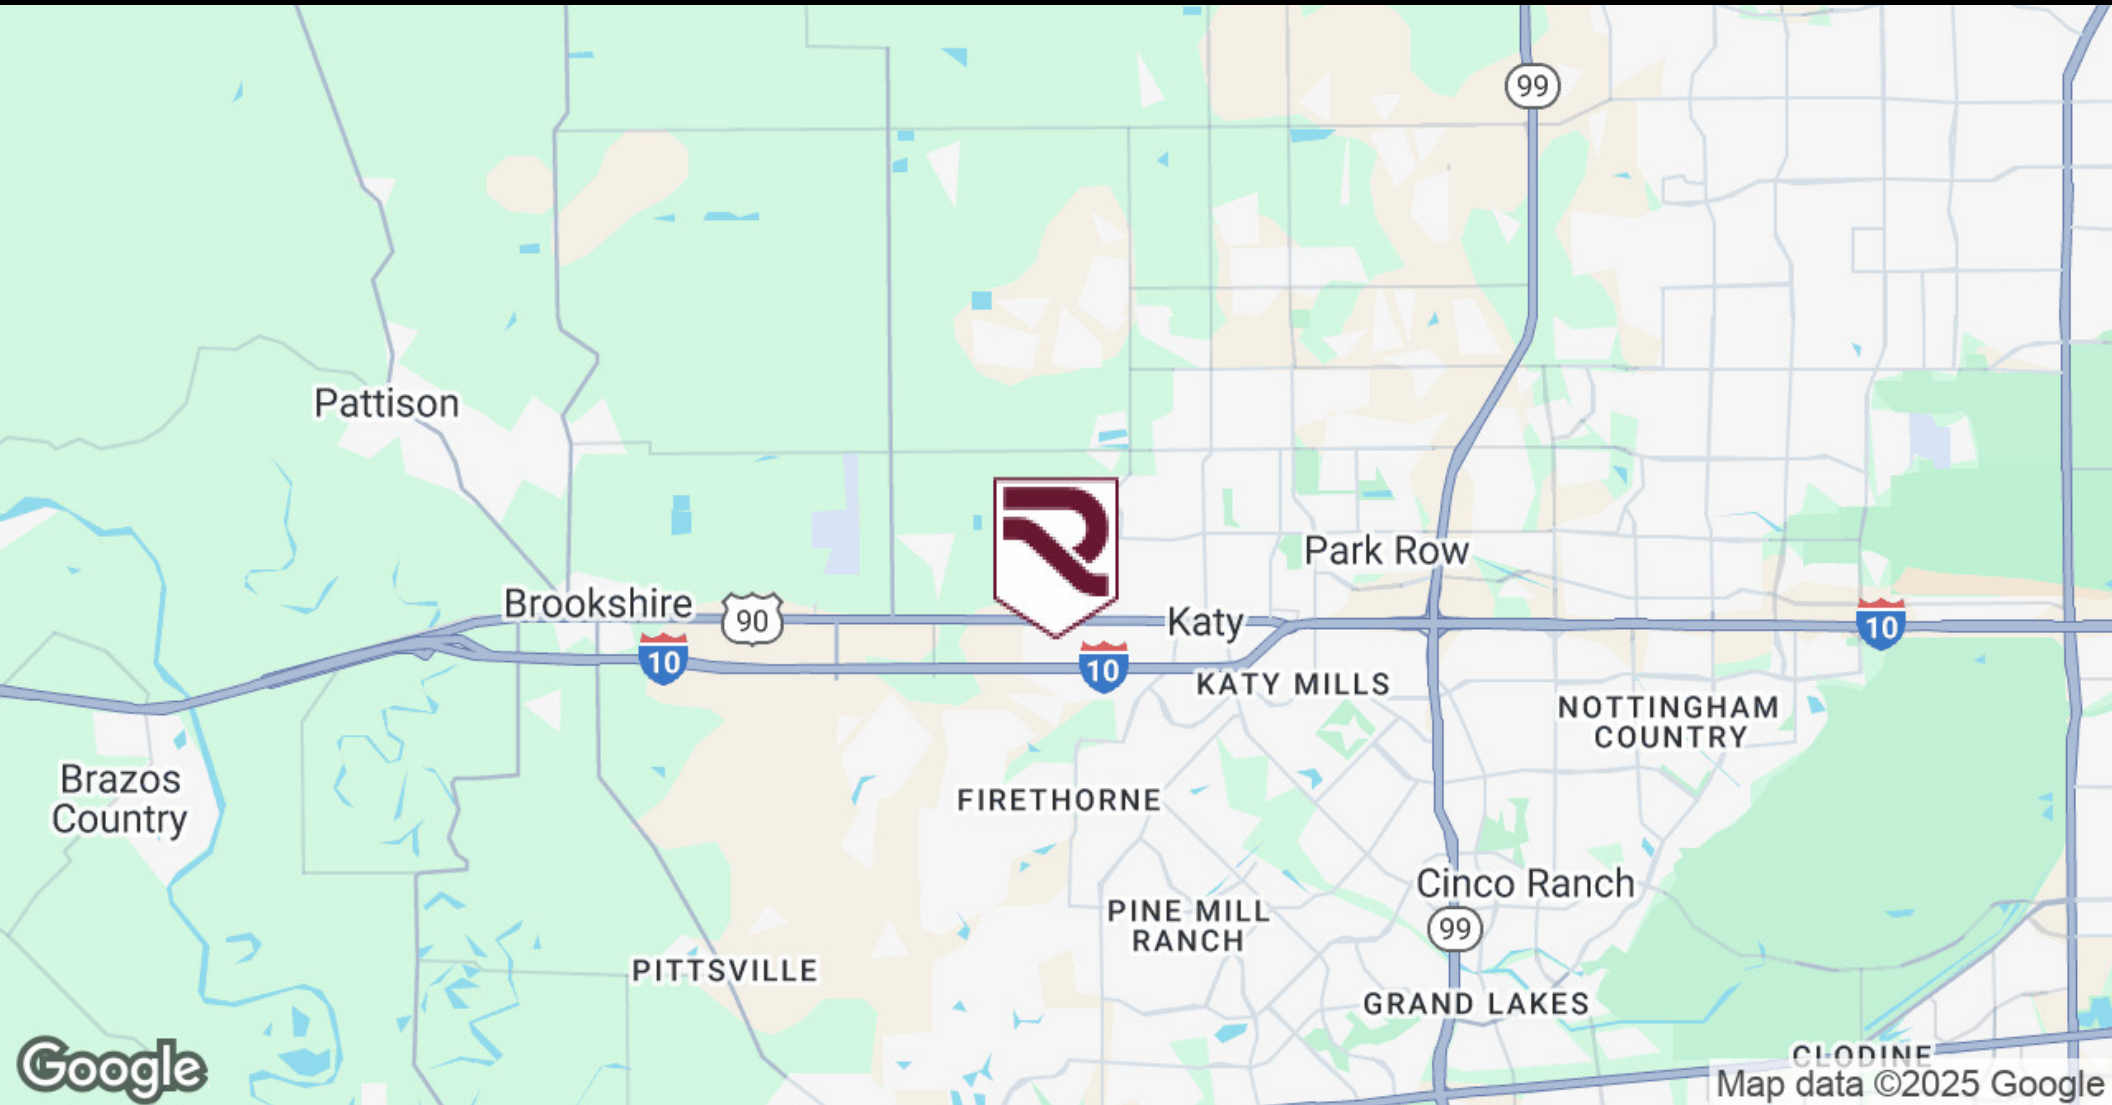 99
Pattison
Park Row
Brookshire
90
Katy
10
10
10
KATY MILLS
NOTTINGHAM
COUNTRY
Brazos
Country
FIRETHORNE
Cinco Ranch
PINE MILL
RANCH
99
PITTSVILLE
GRAND LAKES
CLODINE
Google
Map data ©2025 Google